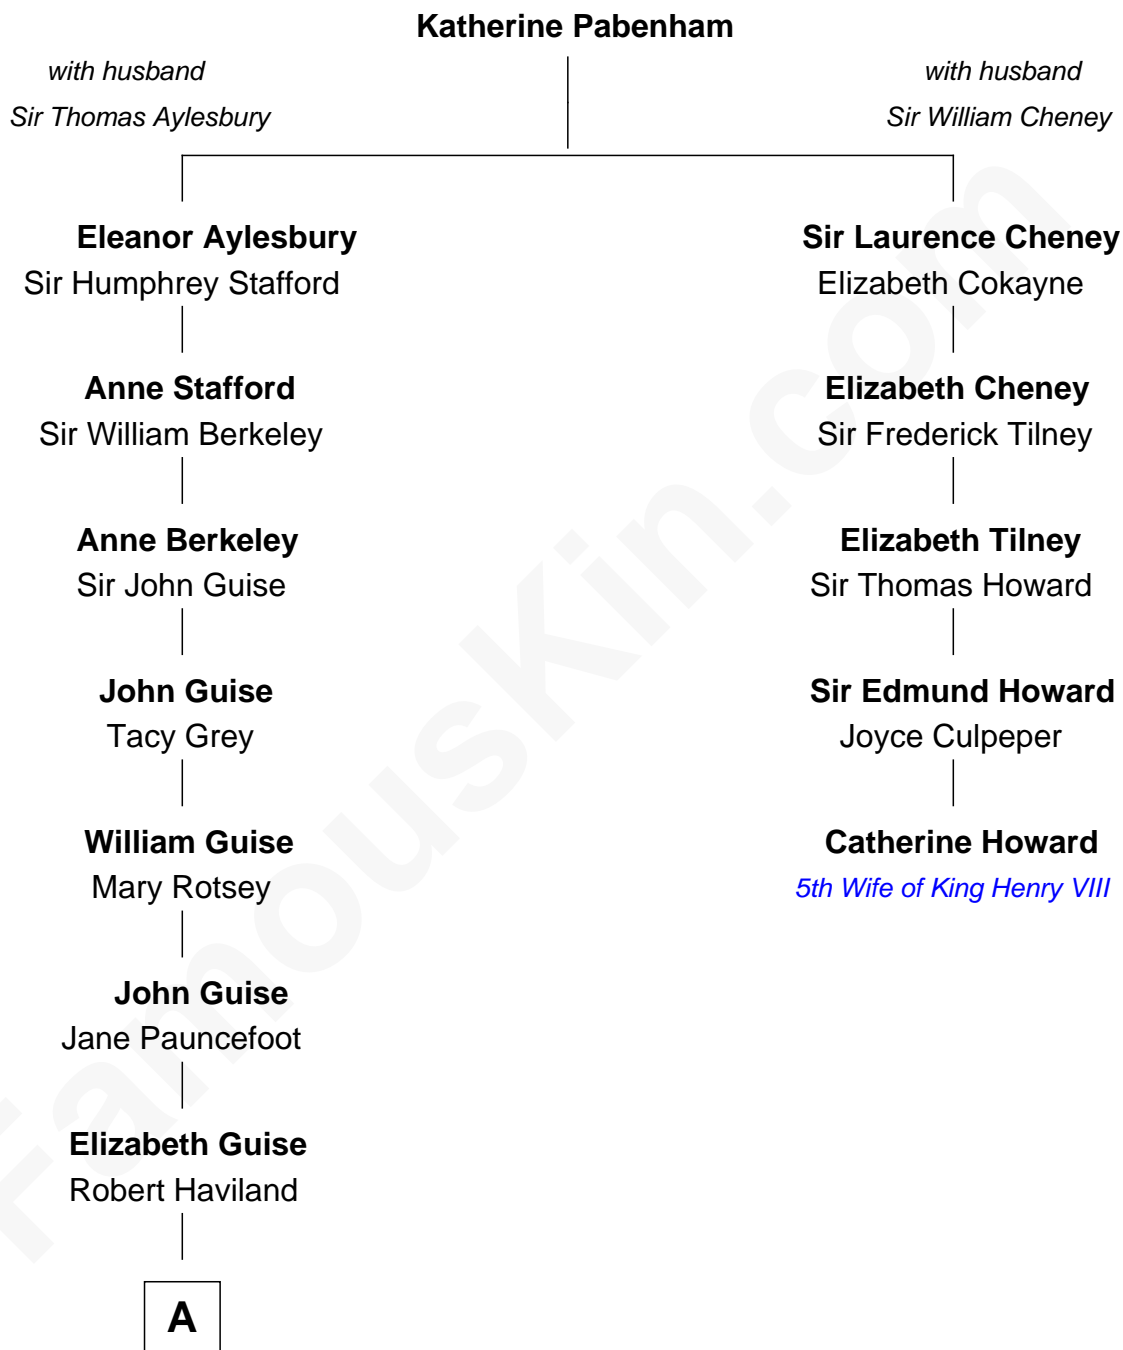 Katherine Pabenham
with husband
Sir Thomas Aylesbury
with husband
Sir William Cheney
Eleanor Aylesbury
Sir Humphrey Stafford
Anne Stafford
Sir William Berkeley
Anne Berkeley
Sir John Guise
John Guise
Tacy Grey
William Guise
Mary Rotsey
John Guise
Jane Pauncefoot
Elizabeth Guise
Robert Haviland
A
Sir Laurence Cheney
Elizabeth Cokayne
Elizabeth Cheney
Sir Frederick Tilney
Elizabeth Tilney
Sir Thomas Howard
Sir Edmund Howard
Joyce Culpeper
Catherine Howard
5th Wife of King Henry VIII
FamousKin.com